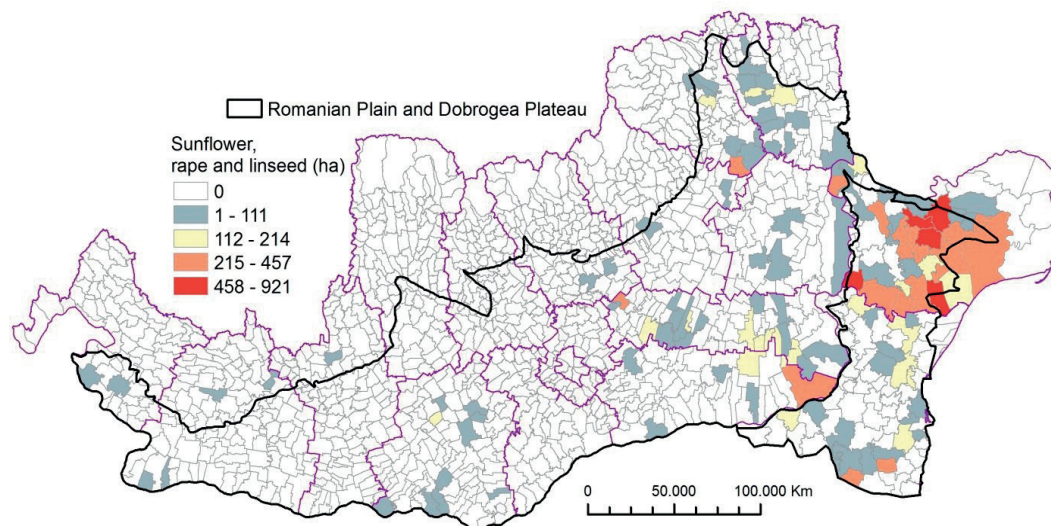 Romanian Plain and Dobrogea Plateau
Sunflower,
rape and linseed (ha)
0
1 - 111
112 - 214
215 - 457
458 - 921
0 50.000 100.000 Km